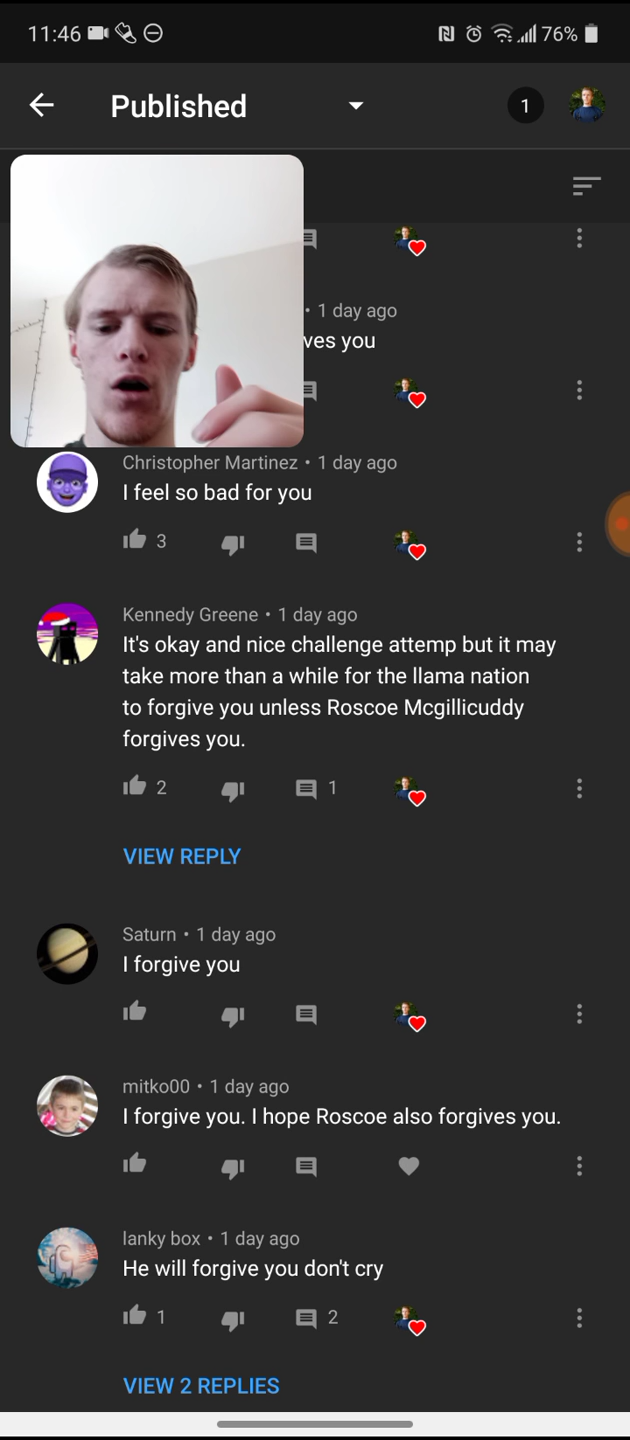 11:46
76%
Published
1
• 1 day ago
ves you
Christopher Martinez • 1 day ago
I feel so bad for you
3
Kennedy Greene • 1 day ago
It's okay and nice challenge attemp but it may
take more than a while for the llama nation
to forgive you unless Roscoe Mcgillicuddy
forgives you.
2 1
VIEW REPLY
Saturn • 1 day ago
I forgive you
mitko00 • 1 day ago
I forgive you. I hope Roscoe also forgives you.
lanky box • 1 day ago
He will forgive you don't cry
1 2
VIEW 2 REPLIES